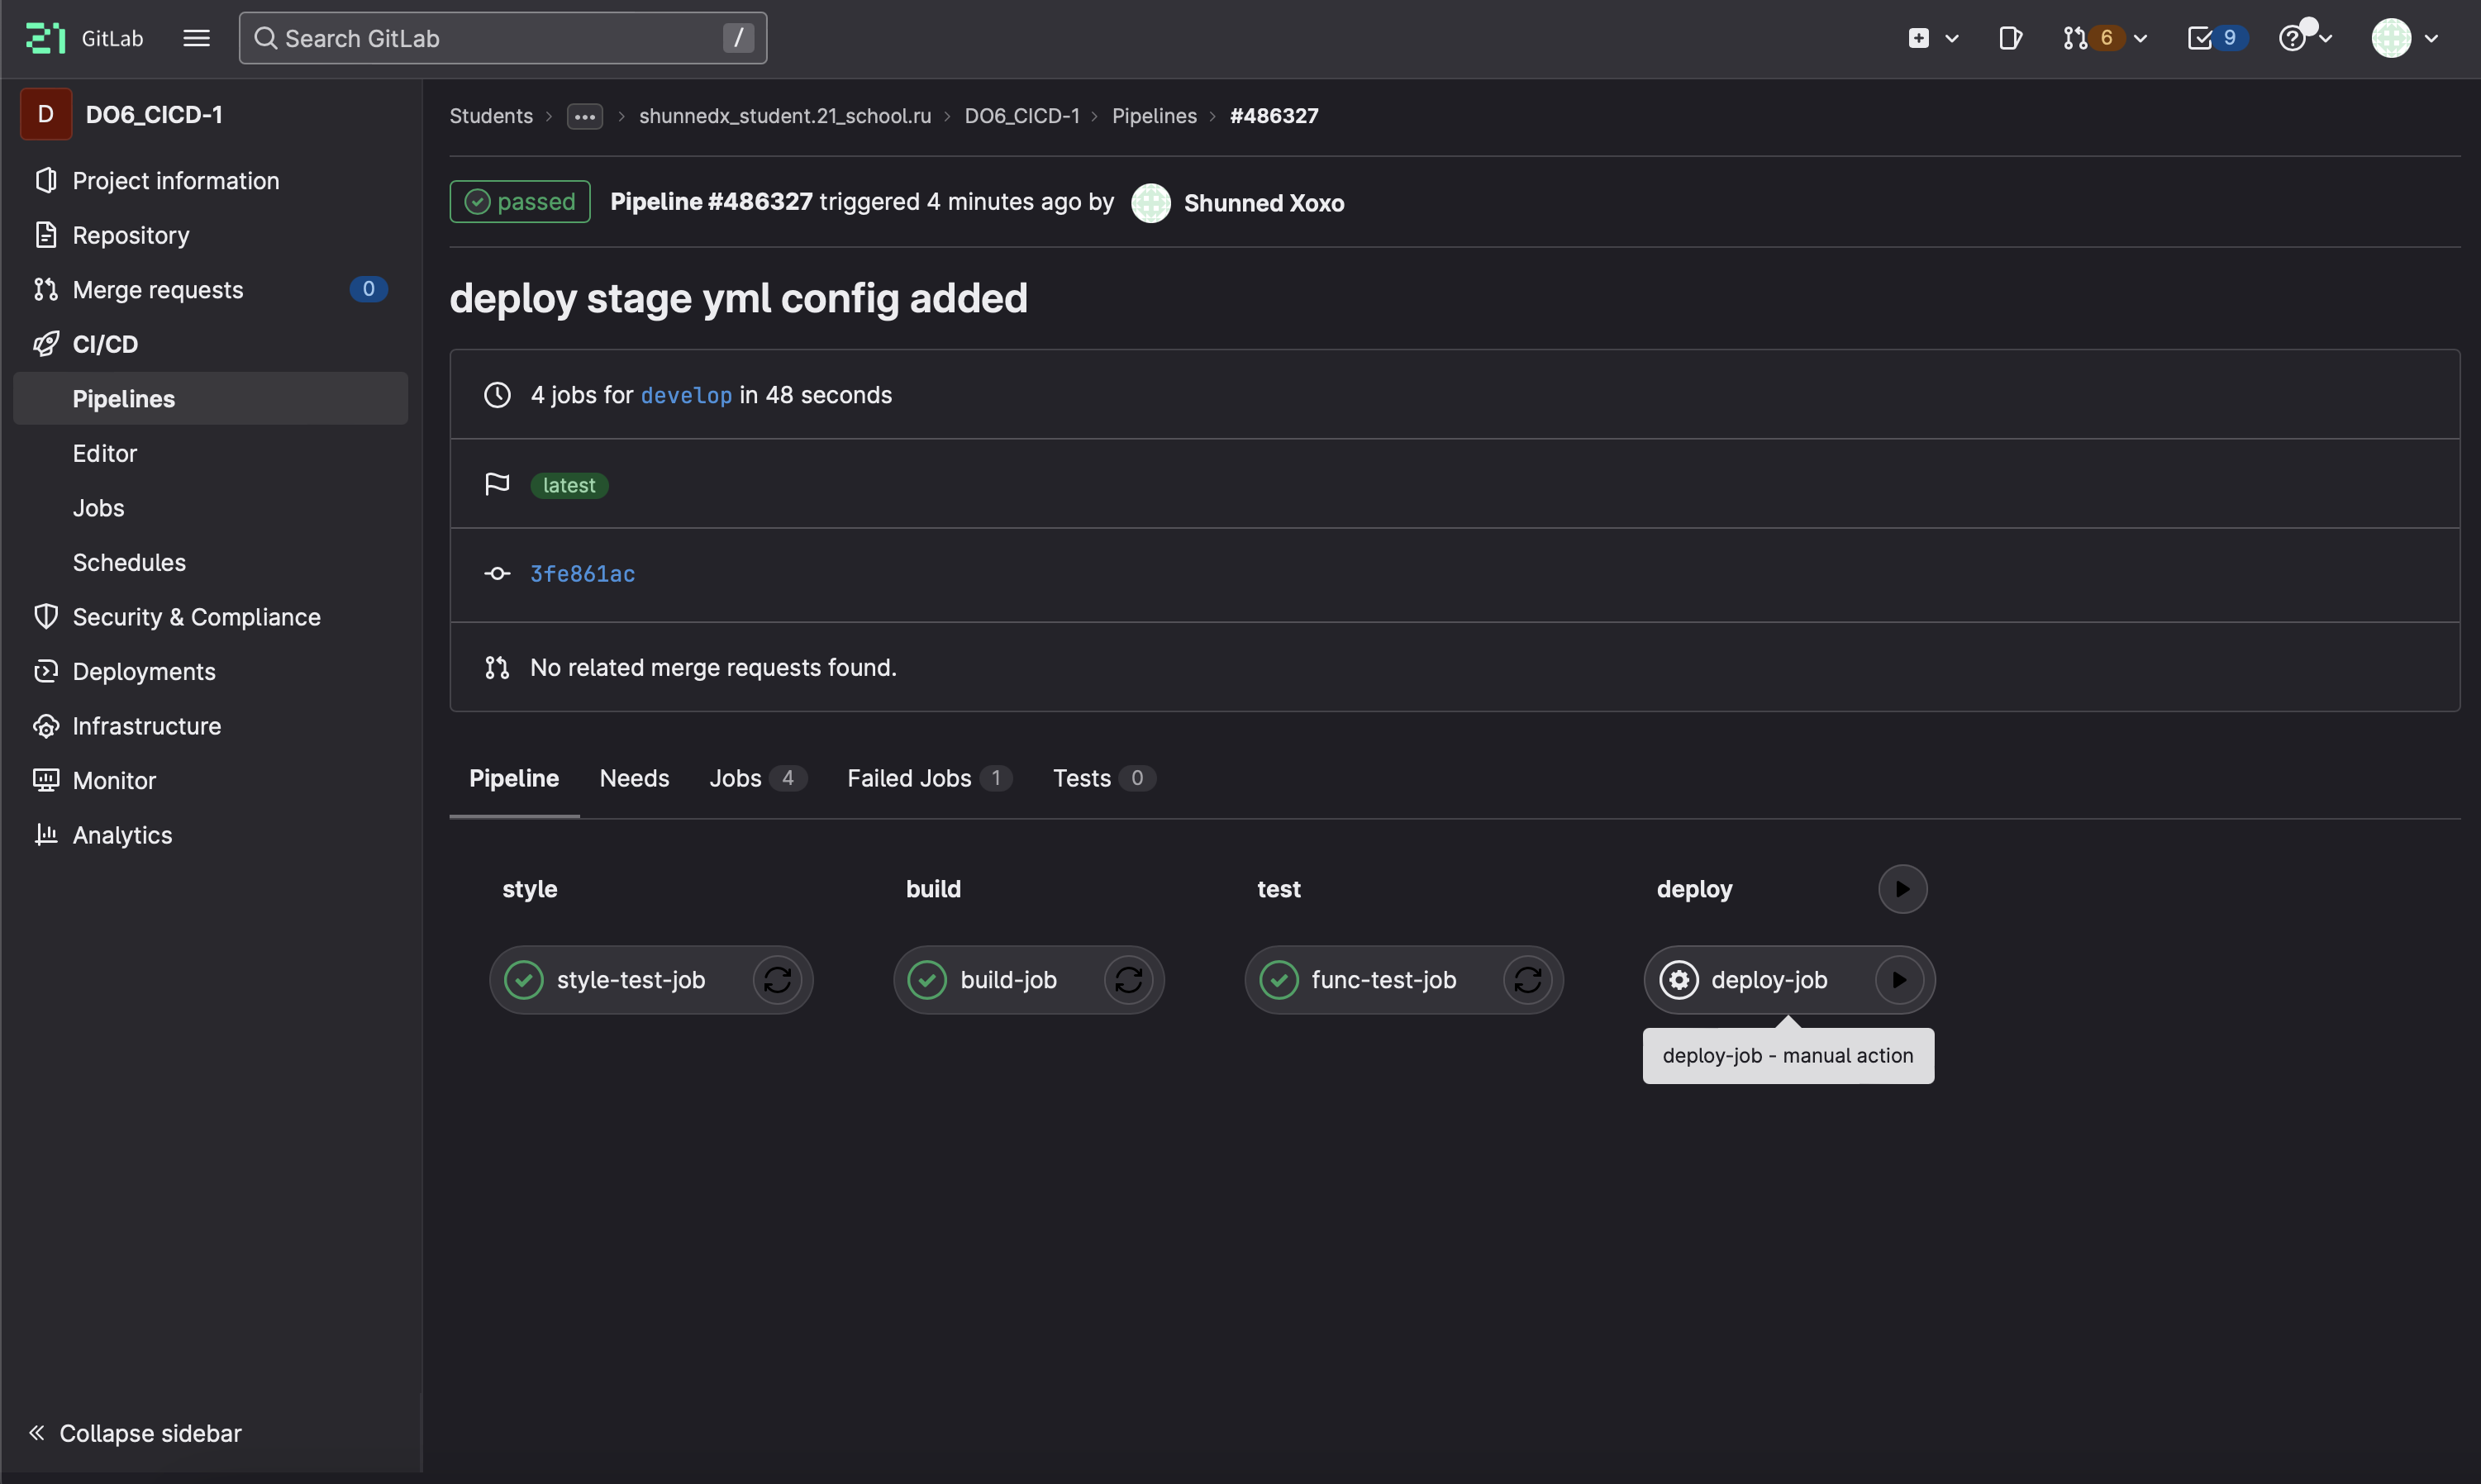 GitLab
Search GitLab /
6
9
D DO6_CICD-1
Project information
Repository
Merge requests 0
CI/CD
Pipelines
Editor
Jobs
Schedules
Security & Compliance
Deployments
Infrastructure
Monitor
Analytics
Collapse sidebar
Students > ... > shunnedx_student.21_school.ru > DO6_CICD-1 > Pipelines > #486327
passed Pipeline #486327 triggered 4 minutes ago by Shunned Xoxo
deploy stage yml config added
4 jobs for develop in 48 seconds
latest
3fe861ac
No related merge requests found.
Pipeline Needs Jobs 4 Failed Jobs 1 Tests 0
style build test deploy
style-test-job build-job func-test-job deploy-job
deploy-job - manual action